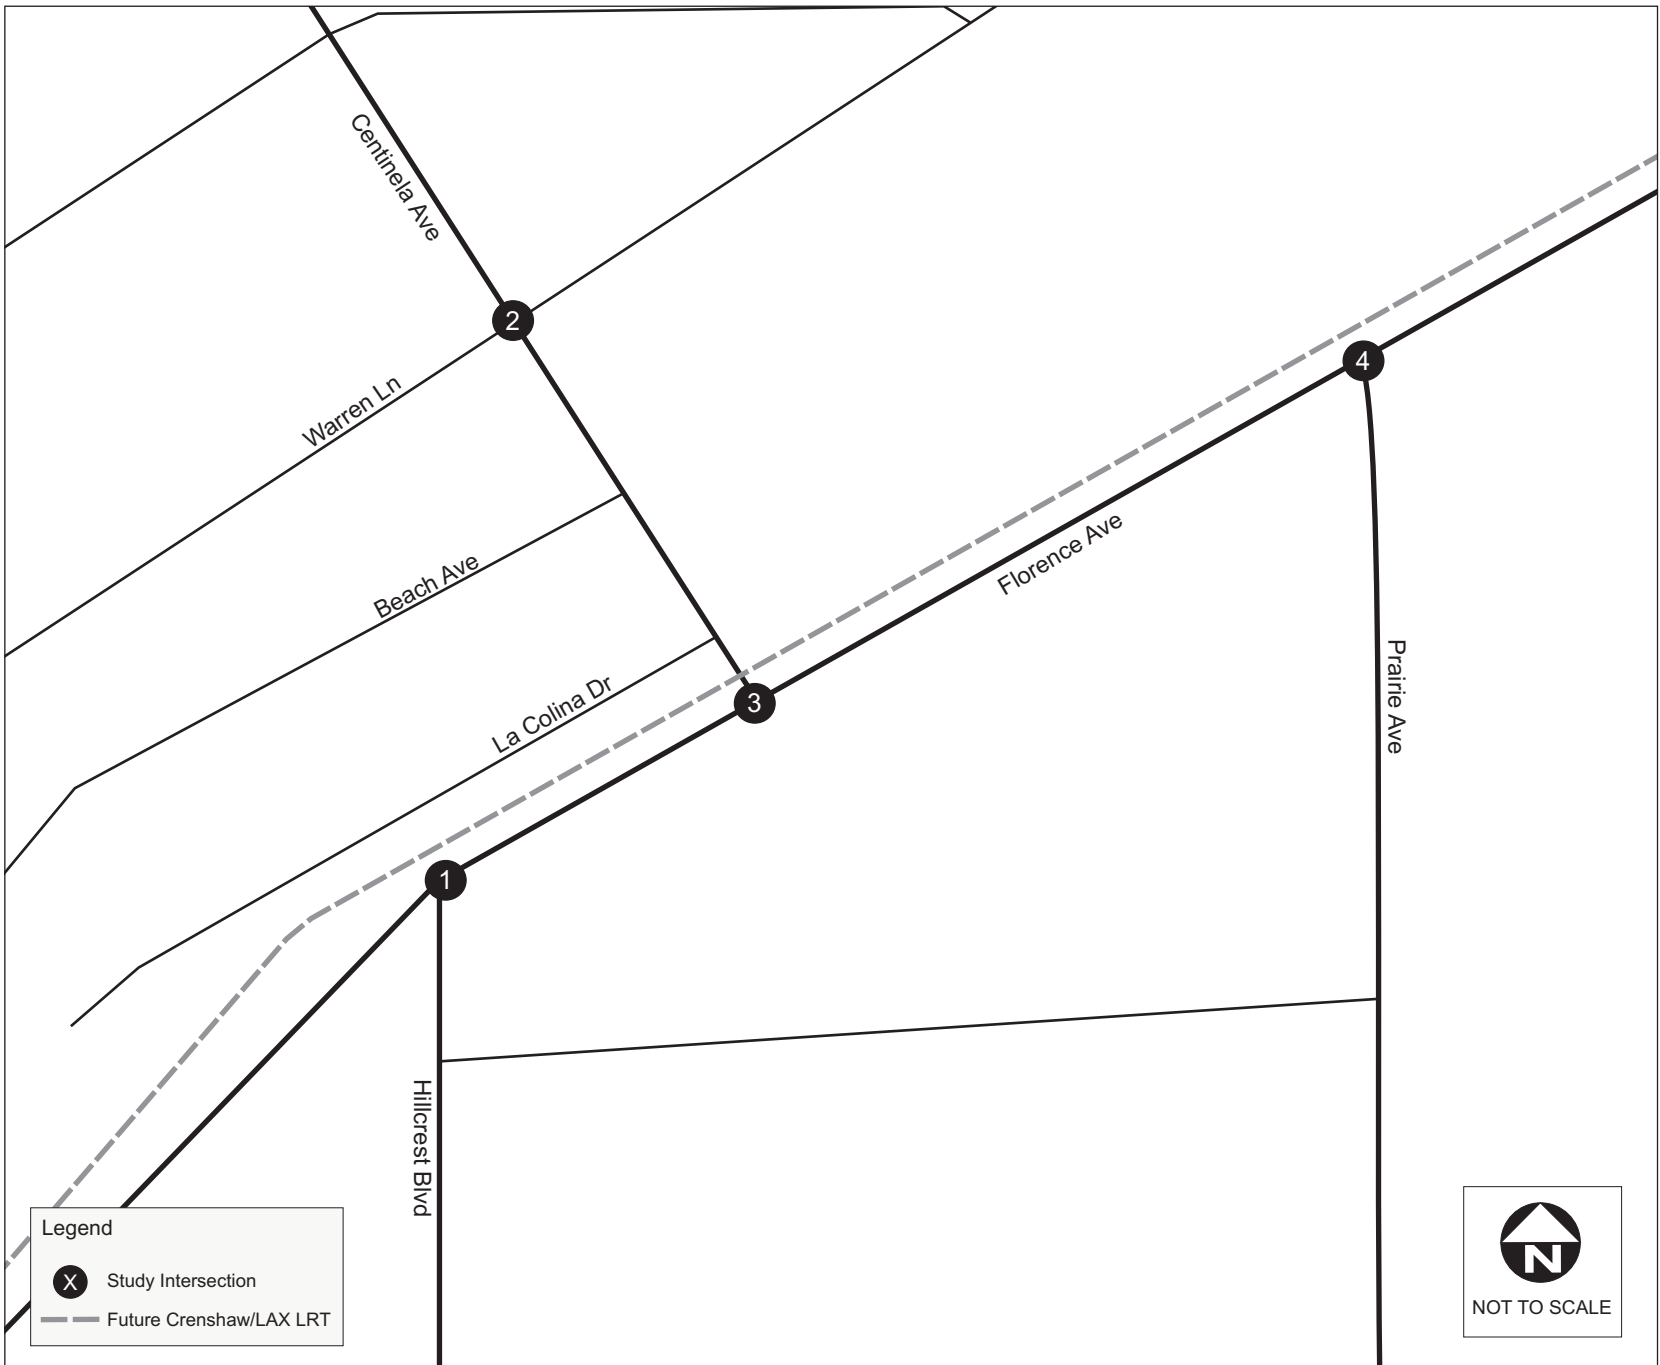 Centinela Ave
2
4
Warren Ln
Florence Ave
Beach Ave
Prairie Ave
La Colina Dr
3
1
Hillcrest Blvd
Legend
X Study Intersection
Future Crenshaw/LAX LRT
N
NOT TO SCALE